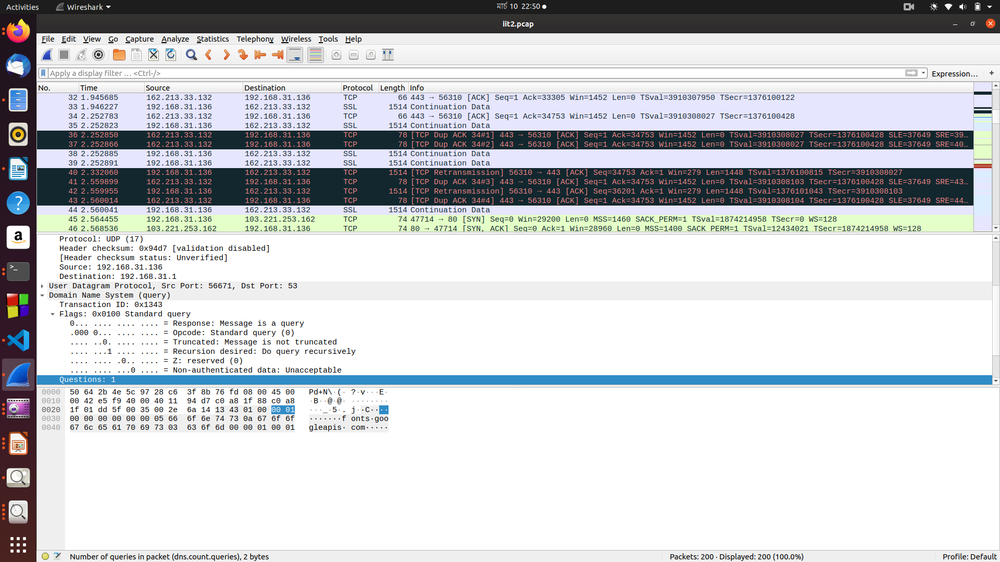 Activities Wireshark মার্চ 10 22:50
iit2.pcap
File Edit View Go Capture Analyze Statistics Telephony Wireless Tools Help
Apply a display filter … <Ctrl-/> Expression… +
No. Time Source Destination Protocol Length Info
32 1.945685 162.213.33.132 192.168.31.136 TCP 66 443 → 56310 [ACK] Seq=1 Ack=33305 Win=1452 Len=0 TSval=3910307950 TSecr=1376100122
33 1.946227 192.168.31.136 162.213.33.132 SSL 1514 Continuation Data
34 2.252783 162.213.33.132 192.168.31.136 TCP 66 443 → 56310 [ACK] Seq=1 Ack=34753 Win=1452 Len=0 TSval=3910308027 TSecr=1376100428
35 2.252823 192.168.31.136 162.213.33.132 SSL 1514 Continuation Data
36 2.252850 162.213.33.132 192.168.31.136 TCP 78 [TCP Dup ACK 34#1] 443 → 56310 [ACK] Seq=1 Ack=34753 Win=1452 Len=0 TSval=3910308027 TSecr=1376100428 SLE=37649 SRE=39…
37 2.252866 162.213.33.132 192.168.31.136 TCP 78 [TCP Dup ACK 34#2] 443 → 56310 [ACK] Seq=1 Ack=34753 Win=1452 Len=0 TSval=3910308027 TSecr=1376100428 SLE=37649 SRE=40…
38 2.252885 192.168.31.136 162.213.33.132 SSL 1514 Continuation Data
39 2.252891 192.168.31.136 162.213.33.132 SSL 1514 Continuation Data
40 2.332060 192.168.31.136 162.213.33.132 TCP 1514 [TCP Retransmission] 56310 → 443 [ACK] Seq=34753 Ack=1 Win=279 Len=1448 TSval=1376100815 TSecr=3910308027
41 2.559899 162.213.33.132 192.168.31.136 TCP 78 [TCP Dup ACK 34#3] 443 → 56310 [ACK] Seq=1 Ack=34753 Win=1452 Len=0 TSval=3910308103 TSecr=1376100428 SLE=37649 SRE=43…
42 2.559955 192.168.31.136 162.213.33.132 TCP 1514 [TCP Retransmission] 56310 → 443 [ACK] Seq=36201 Ack=1 Win=279 Len=1448 TSval=1376101043 TSecr=3910308103
43 2.560014 162.213.33.132 192.168.31.136 TCP 78 [TCP Dup ACK 34#4] 443 → 56310 [ACK] Seq=1 Ack=34753 Win=1452 Len=0 TSval=3910308104 TSecr=1376100428 SLE=37649 SRE=44…
44 2.560041 192.168.31.136 162.213.33.132 SSL 1514 Continuation Data
45 2.564455 192.168.31.136 103.221.253.162 TCP 74 47714 → 80 [SYN] Seq=0 Win=29200 Len=0 MSS=1460 SACK_PERM=1 TSval=1874214958 TSecr=0 WS=128
46 2.568536 103.221.253.162 192.168.31.136 TCP 74 80 → 47714 [SYN, ACK] Seq=0 Ack=1 Win=28960 Len=0 MSS=1400 SACK_PERM=1 TSval=12434021 TSecr=1874214958 WS=128
Protocol: UDP (17)
Header checksum: 0x94d7 [validation disabled]
[Header checksum status: Unverified]
Source: 192.168.31.136
Destination: 192.168.31.1
User Datagram Protocol, Src Port: 56671, Dst Port: 53
Domain Name System (query)
Transaction ID: 0x1343
Flags: 0x0100 Standard query
0... .... .... .... = Response: Message is a query
.000 0... .... .... = Opcode: Standard query (0)
.... ..0. .... .... = Truncated: Message is not truncated
.... ...1 .... .... = Recursion desired: Do query recursively
.... .... .0.. .... = Z: reserved (0)
.... .... ...0 .... = Non-authenticated data: Unacceptable
Questions: 1
0000 50 64 2b 4e 5c 97 28 c6 3f 8b 76 fd 08 00 45 00 Pd+N\·(· ?·v···E·
0010 00 42 e5 f9 40 00 40 11 94 d7 c0 a8 1f 88 c0 a8 ·B··@·@· ········
0020 1f 01 dd 5f 00 35 00 2e 6a 14 13 43 01 00 00 01 ···_·5·. j··C····
0030 00 00 00 00 00 00 05 66 6f 6e 74 73 0a 67 6f 6f ·······f onts·goo
0040 67 6c 65 61 70 69 73 03 63 6f 6d 00 00 01 00 01 gleapis· com·····
Number of queries in packet (dns.count.queries), 2 bytes Packets: 200 · Displayed: 200 (100.0%) Profile: Default